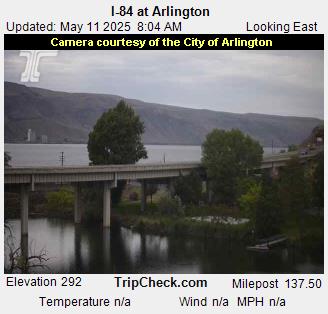 I-84 at Arlington
Updated: May 11 2025 8:04 AM Looking East
Camera courtesy of the City of Arlington
Elevation 292 TripCheck.com Milepost 137.50
Temperature n/a Wind n/a MPH n/a